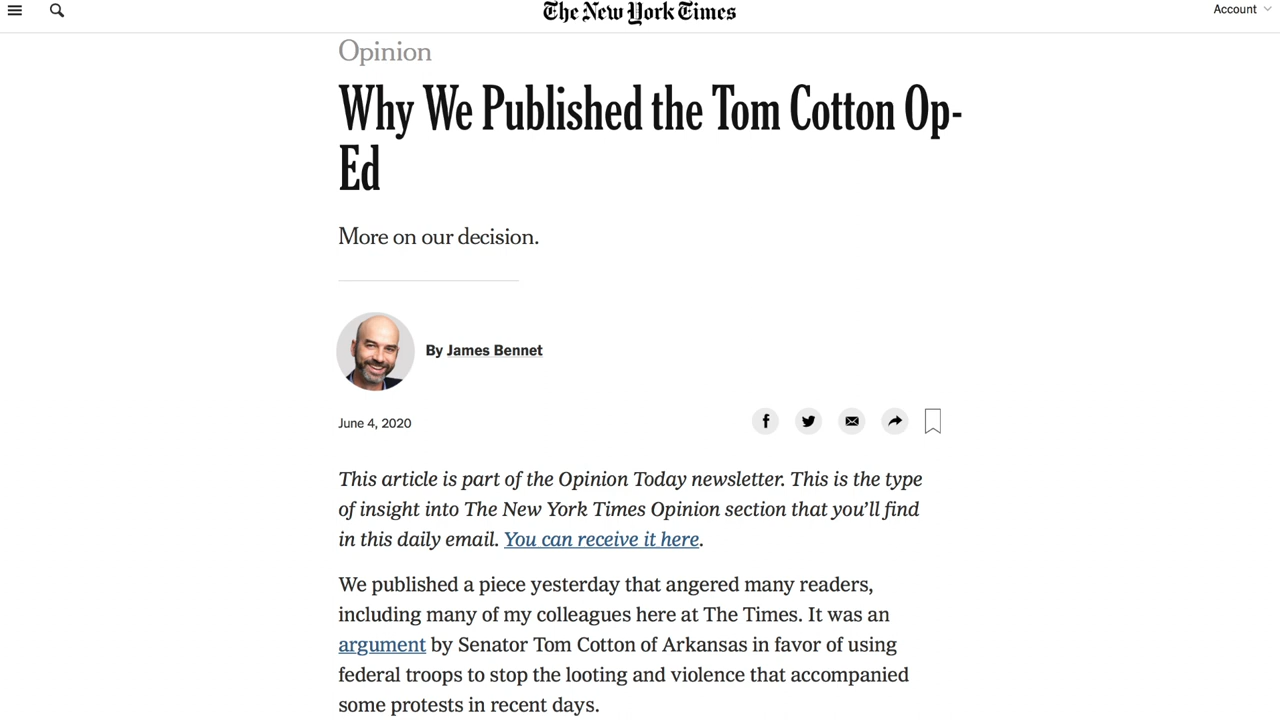 The New York Times
Account
Opinion
Why We Published the Tom Cotton Op-
Ed
More on our decision.
By James Bennet
June 4, 2020
This article is part of the Opinion Today newsletter. This is the type
of insight into The New York Times Opinion section that you’ll find
in this daily email. You can receive it here.
We published a piece yesterday that angered many readers,
including many of my colleagues here at The Times. It was an
argument by Senator Tom Cotton of Arkansas in favor of using
federal troops to stop the looting and violence that accompanied
some protests in recent days.